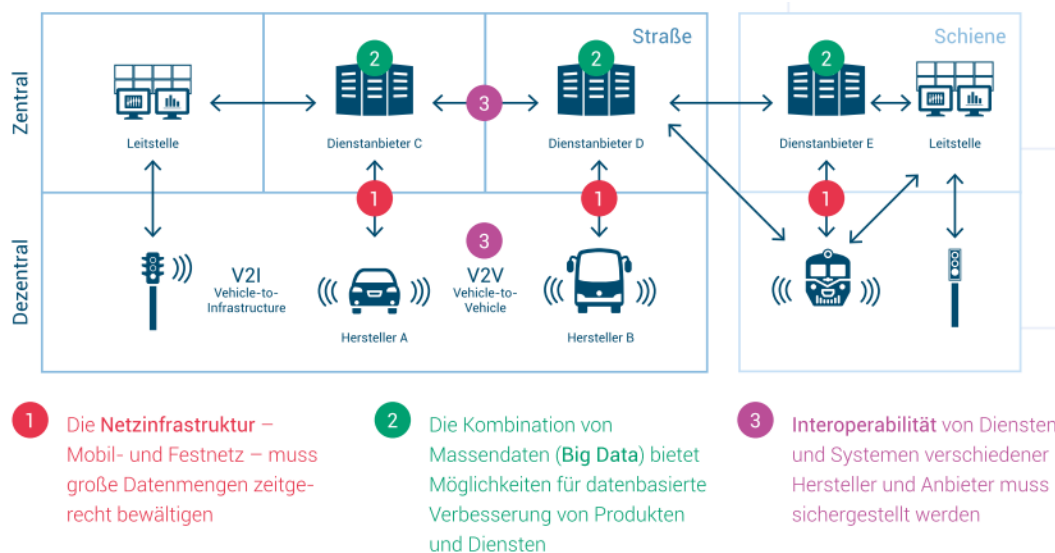 Straße
Schiene
Zentral
2
2
2
3
Leitstelle
Dienstanbieter C
Dienstanbieter D
Dienstanbieter E
Leitstelle
1
1
1
Dezentral
3
V2I
Vehicle-to-
Infrastructure
V2V
Vehicle-to-
Vehicle
Hersteller A
Hersteller B
1
Die Netzinfrastruktur –
Mobil- und Festnetz – muss
große Datenmengen zeitge-
recht bewältigen
2
Die Kombination von
Massendaten (Big Data) bietet
Möglichkeiten für datenbasierte
Verbesserung von Produkten
und Diensten
3
Interoperabilität von Diensten
und Systemen verschiedener
Hersteller und Anbieter muss
sichergestellt werden